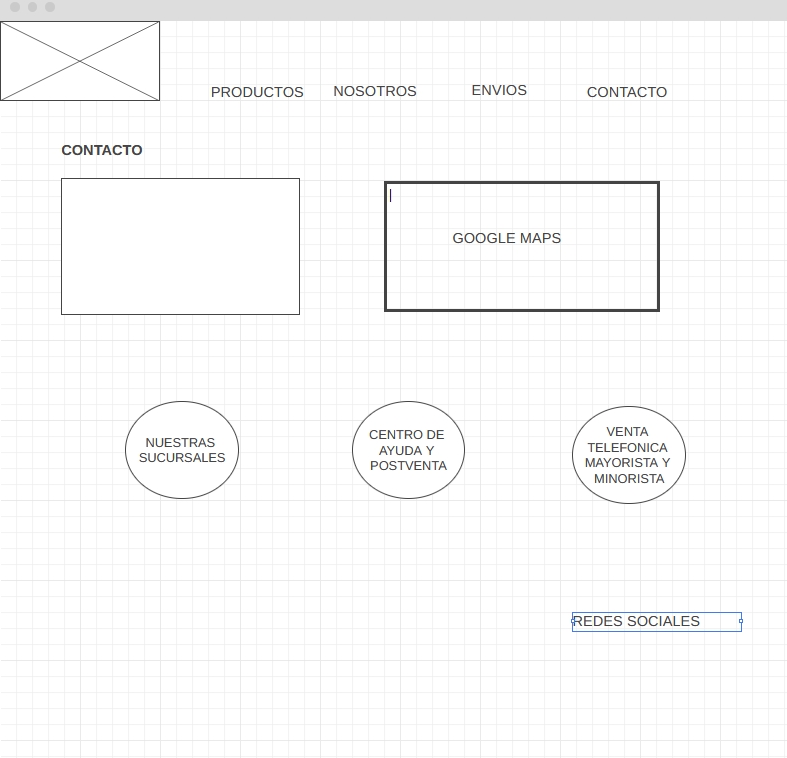 PRODUCTOS NOSOTROS ENVIOS CONTACTO
CONTACTO
GOOGLE MAPS
NUESTRAS
SUCURSALES
CENTRO DE
AYUDA Y
POSTVENTA
VENTA
TELEFONICA
MAYORISTA Y
MINORISTA
REDES SOCIALES